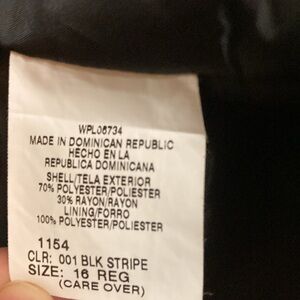 WPL06734
MADE IN DOMINICAN REPUBLIC
HECHO EN LA
REPUBLICA DOMINICANA
SHELL/TELA EXTERIOR
70% POLYESTER/POLIESTER
30% RAYON/RAYON
LINING/FORRO
100% POLYESTER/POLIESTER
1154
CLR: 001 BLK STRIPE
SIZE: 16 REG
(CARE OVER)